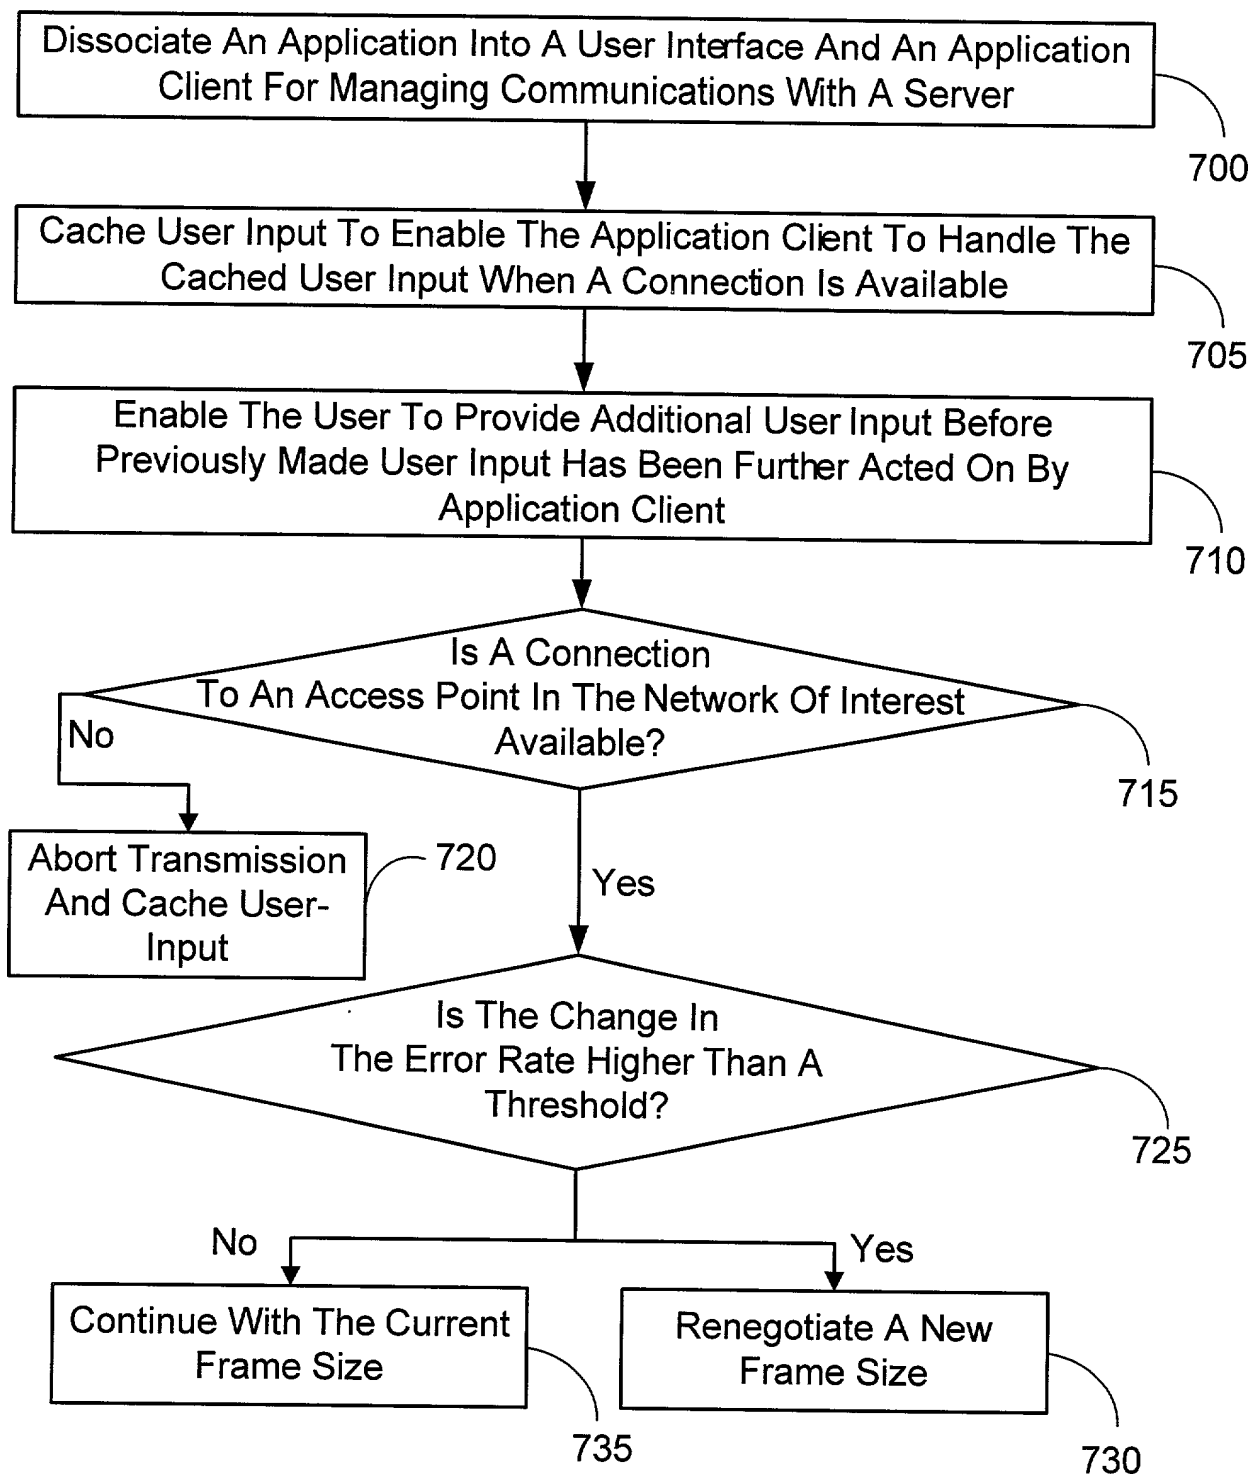 Dissociate An Application Into A User Interface And An Application
Client For Managing Communications With A Server
700
Cache User Input To Enable The Application Client To Handle The
Cached User Input When A Connection Is Available
705
Enable The User To Provide Additional User Input Before
Previously Made User Input Has Been Further Acted On By
Application Client
710
Is A Connection
To An Access Point In The Network Of Interest
Available?
No
715
Abort Transmission
And Cache User-
Input
720
Yes
Is The Change In
The Error Rate Higher Than A
Threshold?
725
No
Yes
Continue With The Current
Frame Size
735
Renegotiate A New
Frame Size
730